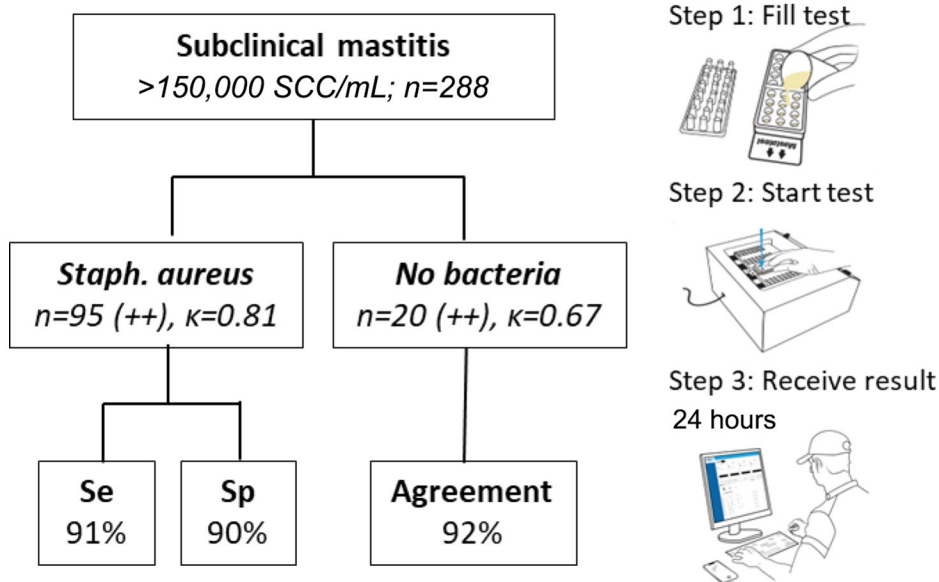 Subclinical mastitis
>150,000 SCC/mL; n=288
Staph. aureus
n=95 (++), κ=0.81
No bacteria
n=20 (++), κ=0.67
Se
91%
Sp
90%
Agreement
92%
Step 1: Fill test
Mastatest
Step 2: Start test
Step 3: Receive result
24 hours